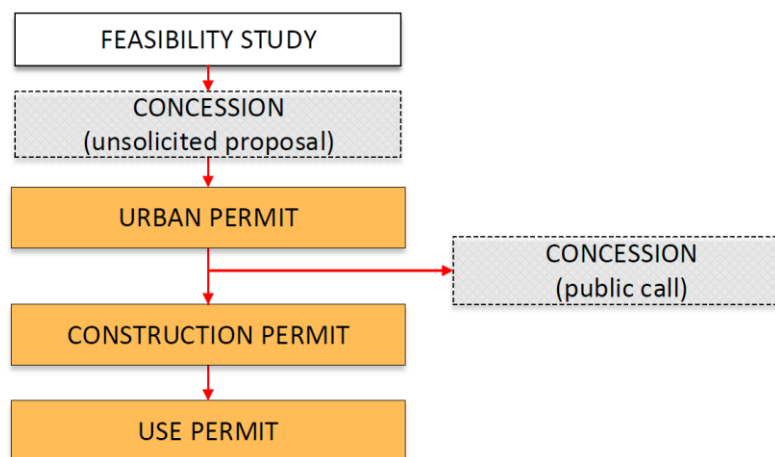 FEASIBILITY STUDY
CONCESSION
(unsolicited proposal)
URBAN PERMIT
CONCESSION
(public call)
CONSTRUCTION PERMIT
USE PERMIT